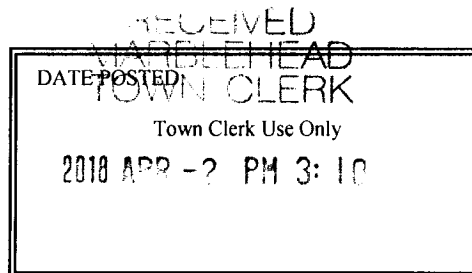 RECEIVED
MARBLEHEAD
DATE POSTED:
TOWN CLERK
Town Clerk Use Only
2018 APR -2 PM 3: 10